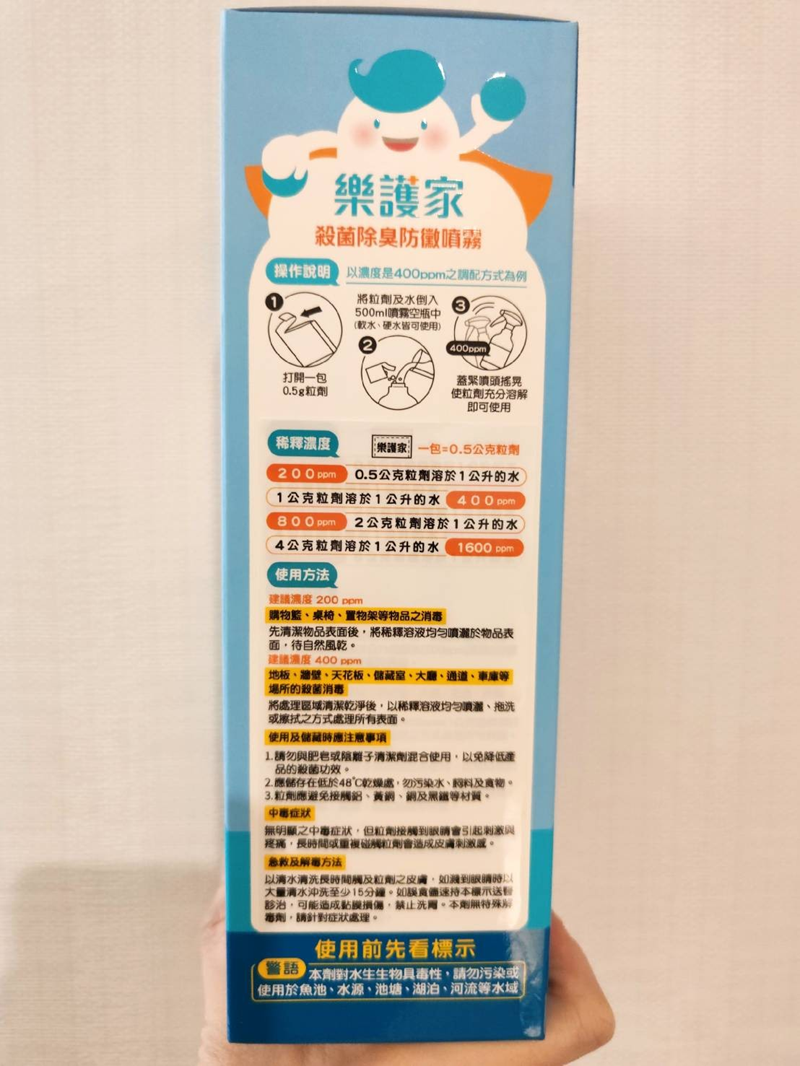 樂護家
殺菌除臭防黴噴霧
操作說明
以濃度是400ppm之調配方式為例
1
打開一包
0.5g粒劑
將粒劑及水倒入
500ml噴霧空瓶中
(軟水、硬水皆可使用)
2
3
400ppm
蓋緊噴頭搖晃
使粒劑充分溶解
即可使用
稀釋濃度
樂護家
一包=0.5公克粒劑
200ppm 0.5公克粒劑溶於1公升的水
1公克粒劑溶於1公升的水 400ppm
800ppm 2公克粒劑溶於1公升的水
4公克粒劑溶於1公升的水 1600ppm
使用方法
建議濃度 200 ppm
購物籃、桌椅、置物架等物品之消毒
先清潔物品表面後，將稀釋溶液均勻噴灑於物品表
面，待自然風乾。
建議濃度 400 ppm
地板、牆壁、天花板、儲藏室、大廳、通道、車庫等
場所的殺菌消毒
將處理區域清潔乾淨後，以稀釋溶液均勻噴灑、拖洗
或擦拭之方式處理所有表面。
使用及儲藏時應注意事項
1.請勿與肥皂或陰離子清潔劑混合使用，以免降低產
品的殺菌功效。
2.應儲存在低於48℃乾燥處，勿污染水、飼料及食物。
3.粒劑應避免接觸鋁、黃銅、銅及黑鐵等材質。
中毒症狀
無明顯之中毒症狀，但粒劑接觸到眼睛會引起刺激與
疼痛，長時間或重複碰觸粒劑會造成皮膚刺激感。
急救及解毒方法
以清水清洗長時間觸及粒劑之皮膚，如濺到眼睛時以
大量清水沖洗至少15分鐘。如誤食儘速持本標示送醫
診治，可能造成黏膜損傷，禁止洗胃。本劑無特殊解
毒劑，請針對症狀處理。
使用前先看標示
警語
本劑對水生生物具毒性，請勿污染或
使用於魚池、水源、池塘、湖泊、河流等水域